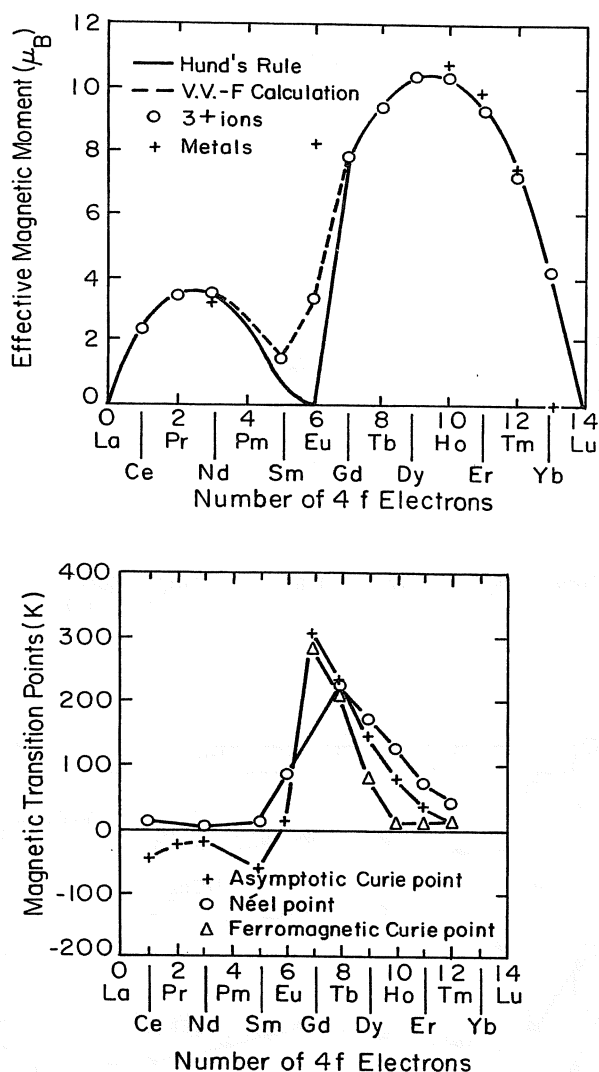 12
10
8
6
4
2
0
Effective Magnetic Moment (μB)
Hund's Rule
V.V.-F Calculation
3+ions
Metals
0 2 4 6 8 10 12 14
La Pr Pm Eu Tb Ho Tm Lu
Ce Nd Sm Gd Dy Er Yb
Number of 4 f Electrons
400
300
200
100
0
-100
-200
Magnetic Transition Points (K)
Asymptotic Curie point
Néel point
Ferromagnetic Curie point
0 2 4 6 8 10 12 14
La Pr Pm Eu Tb Ho Tm Lu
Ce Nd Sm Gd Dy Er Yb
Number of 4f Electrons